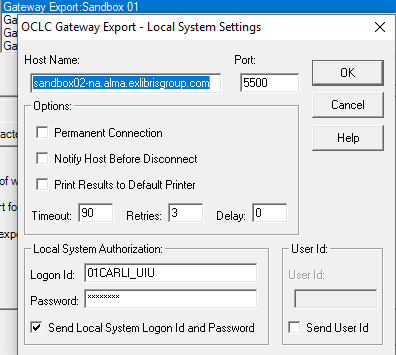 Gateway Export:Sandbox 01
Ga
OCLC Gateway Export - Local System Settings
Ga
Ga
Host Name: Port:
sandbox02-na.alma.exlibrisgroup.com 5500 OK
Options: Cancel
Permanent Connection
Help
acte
Notify Host Before Disconnect
of w
Print Results to Default Printer
rt fo
Timeout: 90 Retries: 3 Delay: 0
expo
Local System Authorization: User Id:
Logon Id: 01CARLI_UIU User Id:
Password: ********
Send Local System Logon Id and Password Send User Id